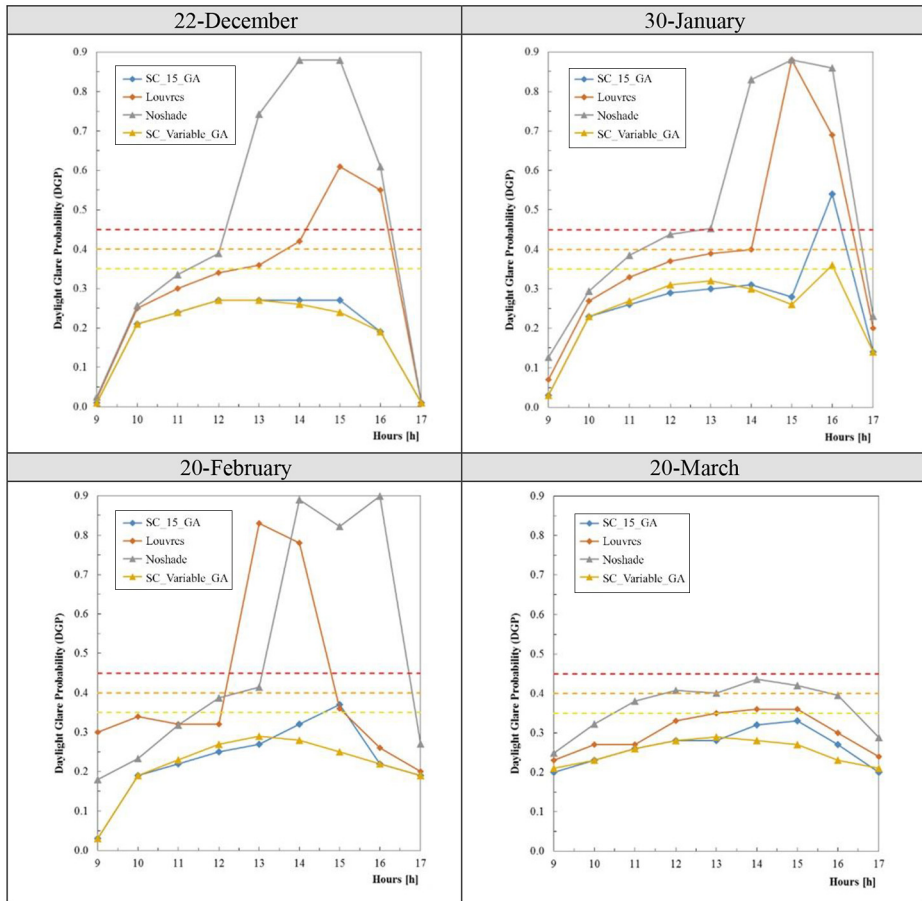 22-December
30-January
Daylight Glare Probability (DGP)
0.9
0.8
0.7
0.6
0.5
0.4
0.3
0.2
0.1
0.0
SC_15_GA
Louvres
Noshade
SC_Variable_GA
9 10 11 12 13 14 15 16 17
Hours [h]
Daylight Glare Probability (DGP)
0.9
0.8
0.7
0.6
0.5
0.4
0.3
0.2
0.1
0.0
SC_15_GA
Louvres
Noshade
SC_Variable_GA
9 10 11 12 13 14 15 16 17
Hours [h]
20-February
20-March
Daylight Glare Probability (DGP)
0.9
0.8
0.7
0.6
0.5
0.4
0.3
0.2
0.1
0.0
SC_15_GA
Louvres
Noshade
SC_Variable_GA
9 10 11 12 13 14 15 16 17
Hours [h]
Daylight Glare Probability (DGP)
0.9
0.8
0.7
0.6
0.5
0.4
0.3
0.2
0.1
0.0
SC_15_GA
Louvres
Noshade
SC_Variable_GA
9 10 11 12 13 14 15 16 17
Hours [h]